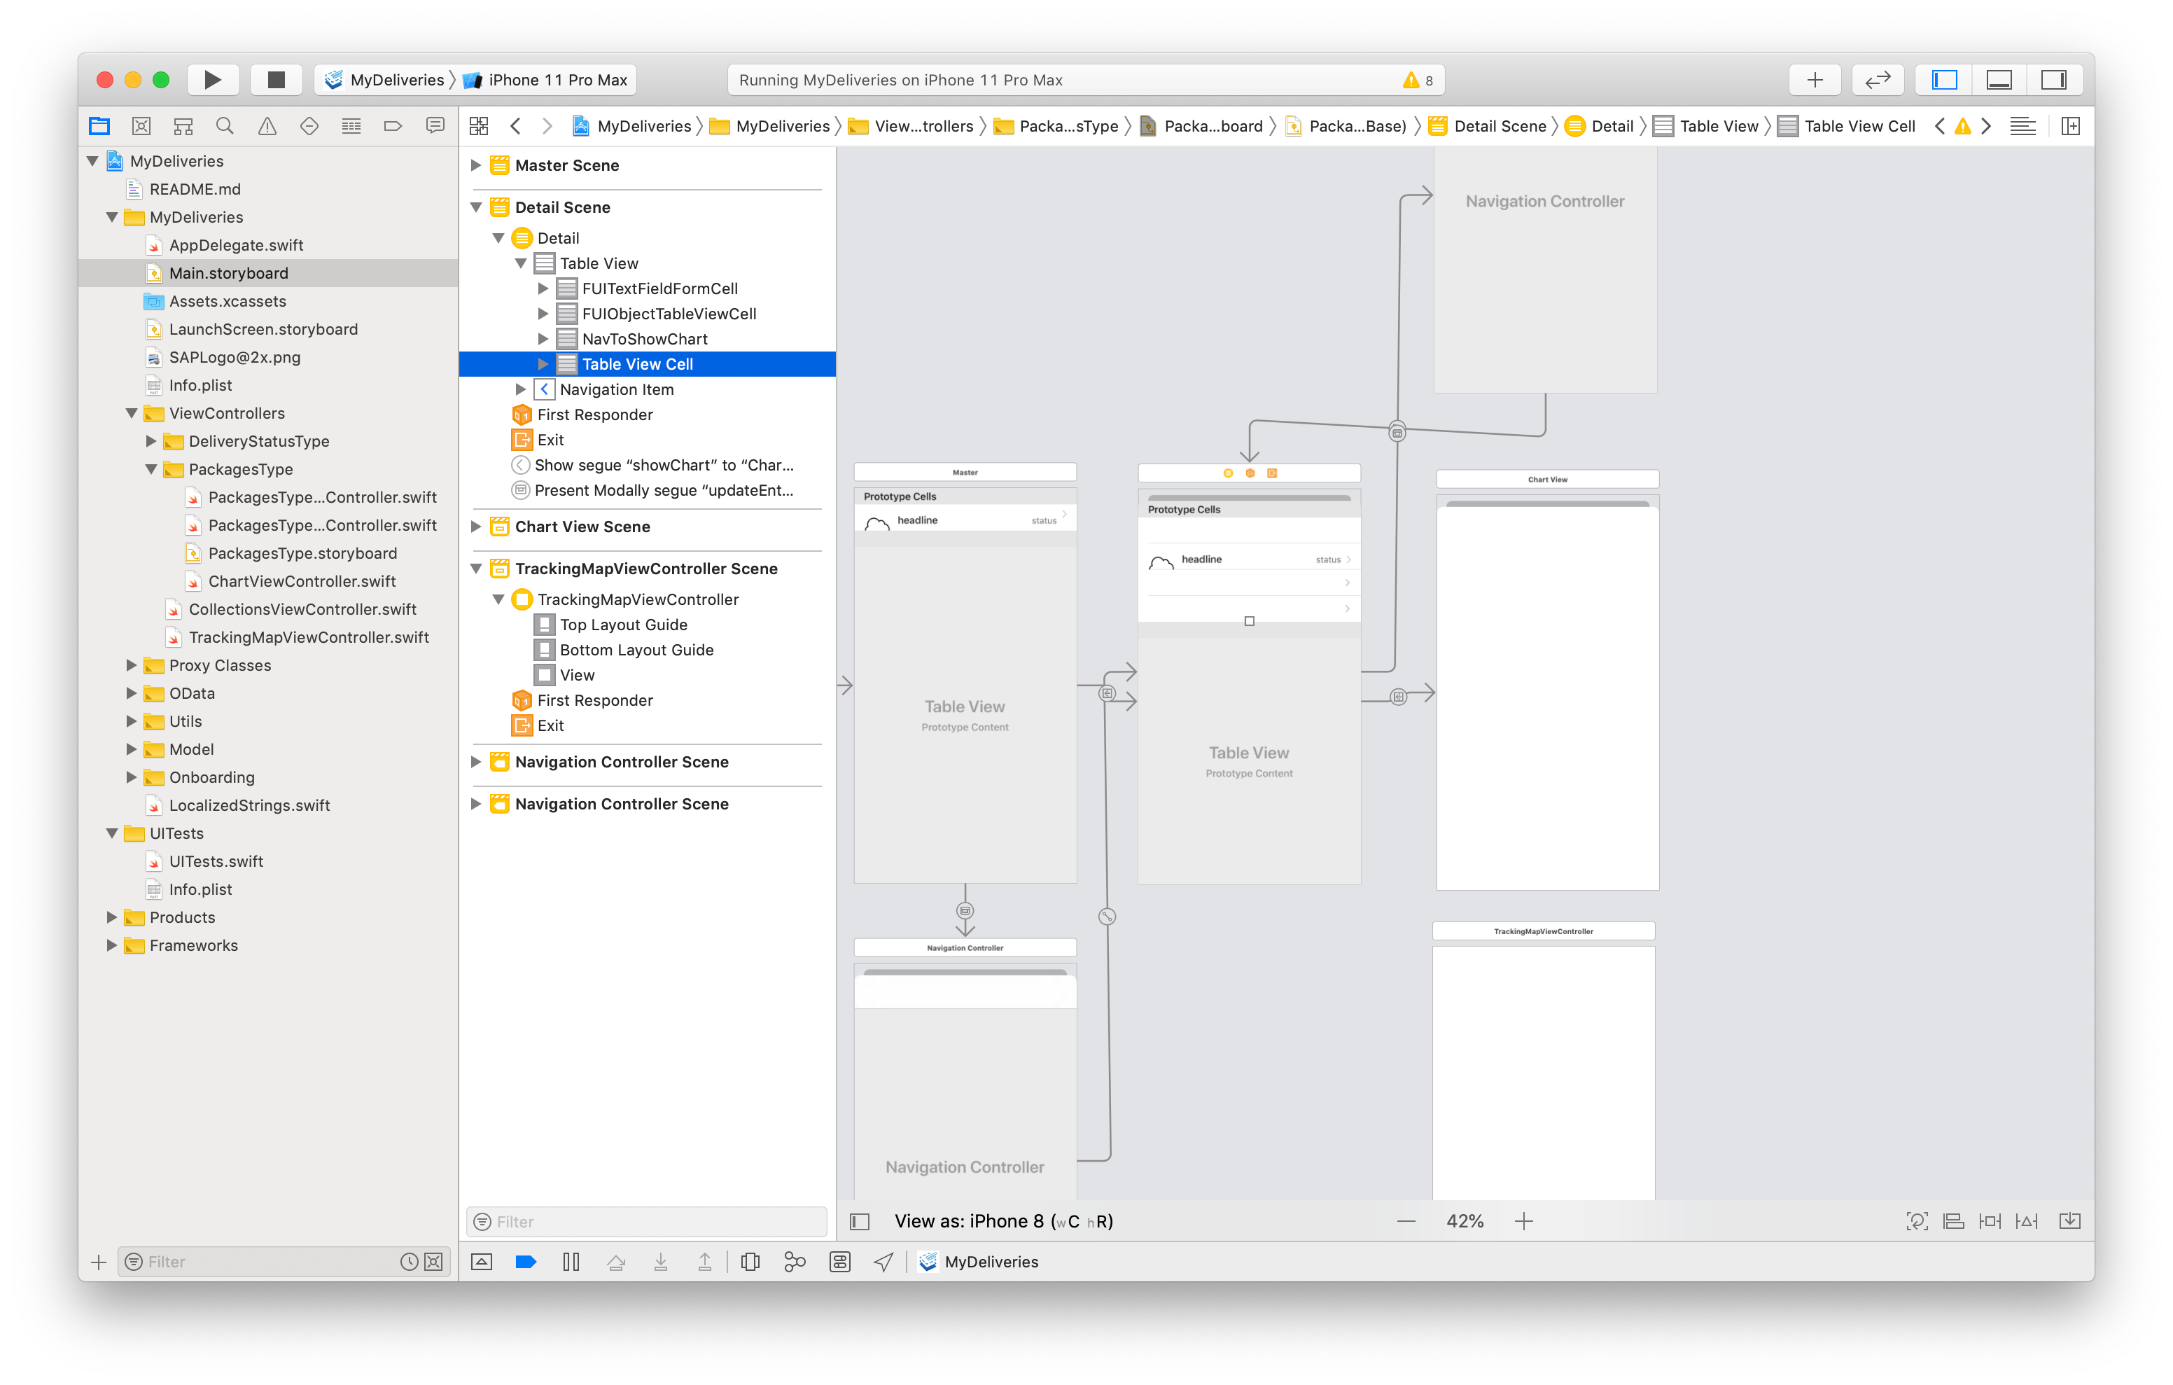 MyDeliveries
iPhone 11 Pro Max
Running MyDeliveries on iPhone 11 Pro Max
8
MyDeliveries
README.md
MyDeliveries
AppDelegate.swift
Main.storyboard
Assets.xcassets
LaunchScreen.storyboard
SAPLogo@2x.png
Info.plist
ViewControllers
DeliveryStatusType
PackagesType
PackagesType...Controller.swift
PackagesType...Controller.swift
PackagesType.storyboard
ChartViewController.swift
CollectionsViewController.swift
TrackingMapViewController.swift
Proxy Classes
OData
Utils
Model
Onboarding
LocalizedStrings.swift
UITests
UITests.swift
Info.plist
Products
Frameworks
Filter
MyDeliveries
MyDeliveries
View...trollers
Packa...sType
Packa...board
Packa...Base)
Detail Scene
Detail
Table View
Table View Cell
Master Scene
Detail Scene
Detail
Table View
FUITextFieldFormCell
FUIObjectTableViewCell
NavToShowChart
Table View Cell
Navigation Item
First Responder
Exit
Show segue “showChart” to “Char...
Present Modally segue “updateEnt...
Chart View Scene
TrackingMapViewController Scene
TrackingMapViewController
Top Layout Guide
Bottom Layout Guide
View
First Responder
Exit
Navigation Controller Scene
Navigation Controller Scene
Filter
Navigation Controller
Master
Prototype Cells
headline
status
Table View
Prototype Content
Prototype Cells
headline
status
Table View
Prototype Content
Chart View
Navigation Controller
Navigation Controller
TrackingMapViewController
View as: iPhone 8 (wC hR)
42%
MyDeliveries